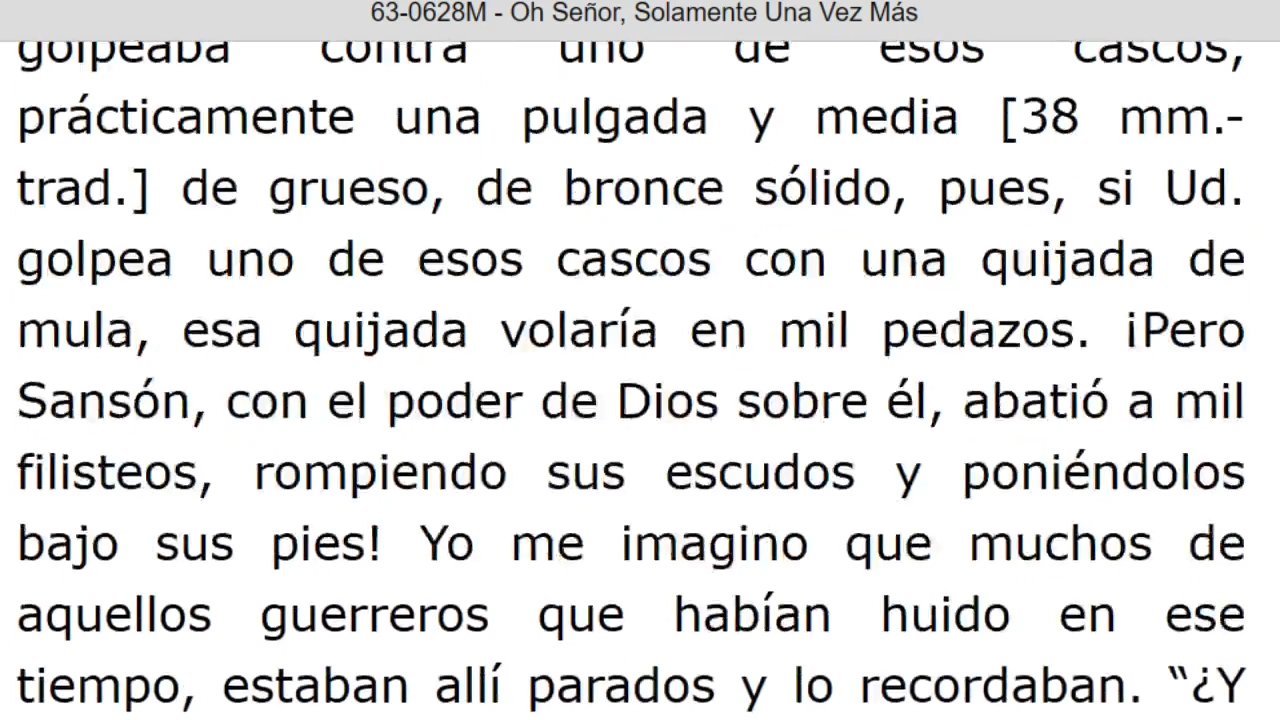 63-0628M - Oh Señor, Solamente Una Vez Más
golpeaba contra uno de esos cascos,
prácticamente una pulgada y media [38 mm.-
trad.] de grueso, de bronce sólido, pues, si Ud.
golpea uno de esos cascos con una quijada de
mula, esa quijada volaría en mil pedazos. ¡Pero
Sansón, con el poder de Dios sobre él, abatió a mil
filisteos, rompiendo sus escudos y poniéndolos
bajo sus pies! Yo me imagino que muchos de
aquellos guerreros que habían huido en ese
tiempo, estaban allí parados y lo recordaban. “¿Y